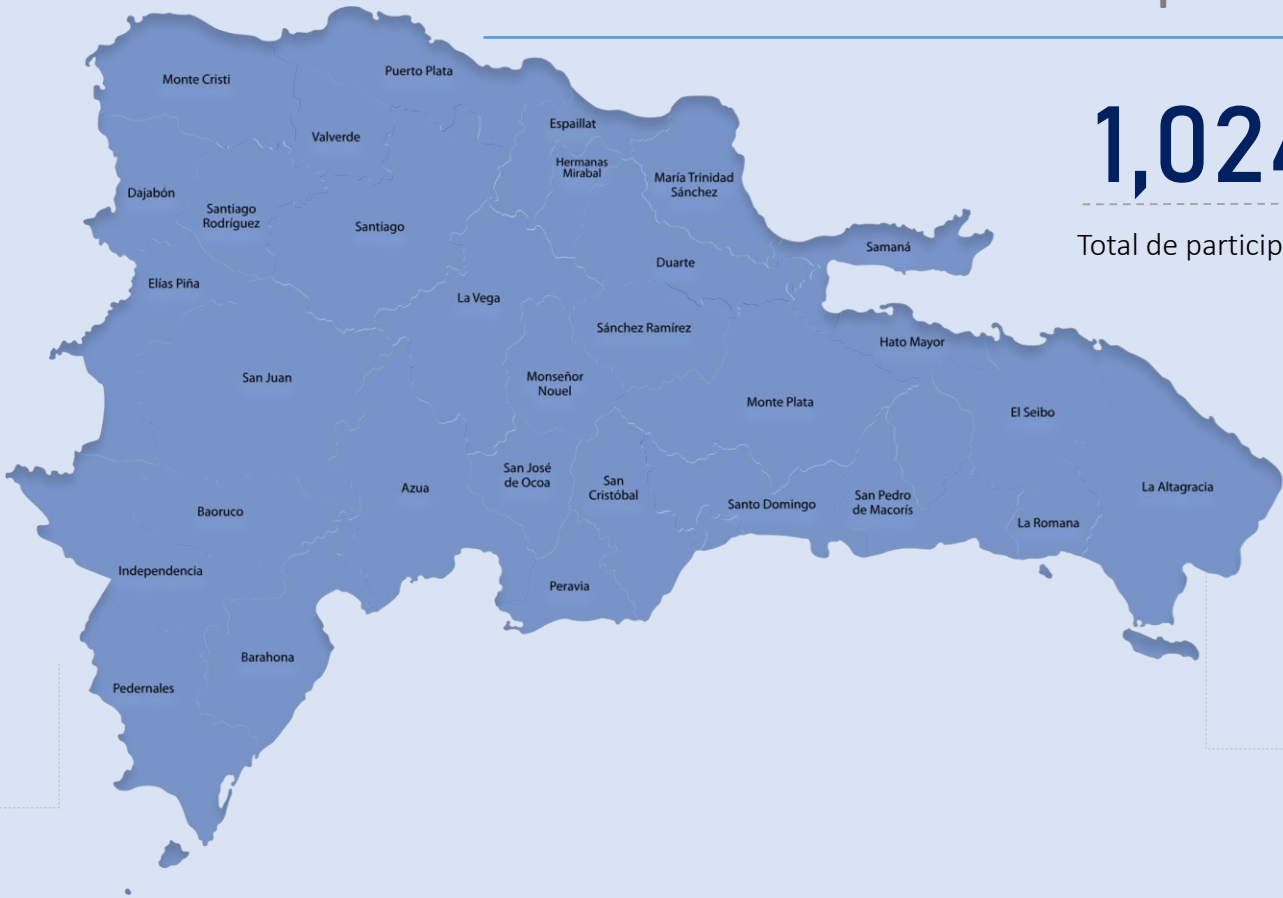 Puerto Plata
Monte Cristi
Espaillat
Valverde
Hermanas
Mirabal
María Trinidad
Sánchez
Dajabón
Santiago
Rodríguez
Santiago
Samaná
Duarte
Elías Piña
La Vega
Sánchez Ramírez
Hato Mayor
San Juan
Monseñor
Nouel
Monte Plata
El Seibo
San José
de Ocoa
San
Cristóbal
Azua
La Altagracia
Santo Domingo
San Pedro
de Macorís
Baoruco
La Romana
Independencia
Peravia
Barahona
Pedernales
1,024
Total de particip